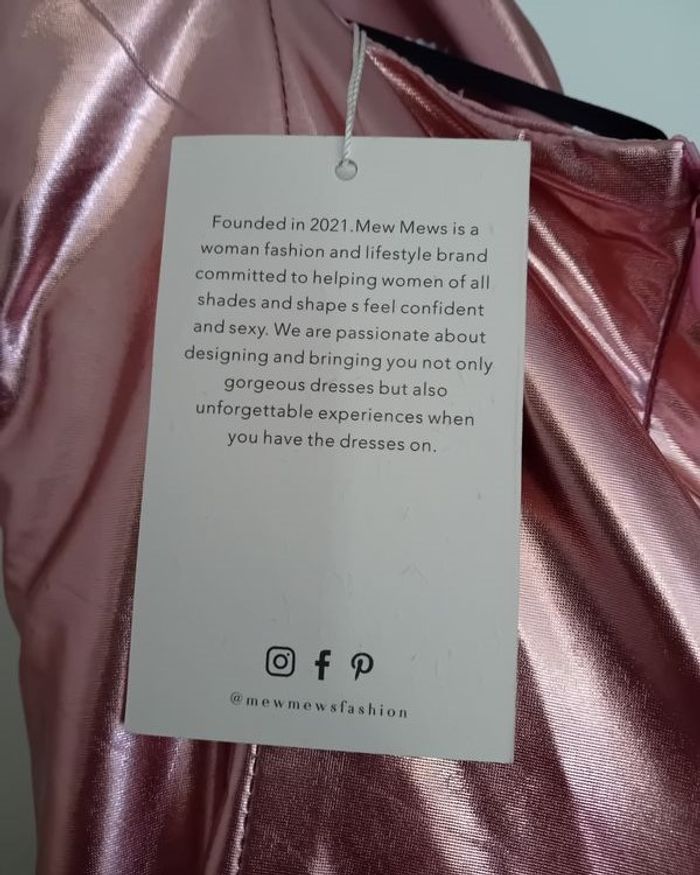 Founded in 2021.Mew Mews is a
woman fashion and lifestyle brand
committed to helping women of all
shades and shape s feel confident
and sexy. We are passionate about
designing and bringing you not only
gorgeous dresses but also
unforgettable experiences when
you have the dresses on.
@mewmewsfashion